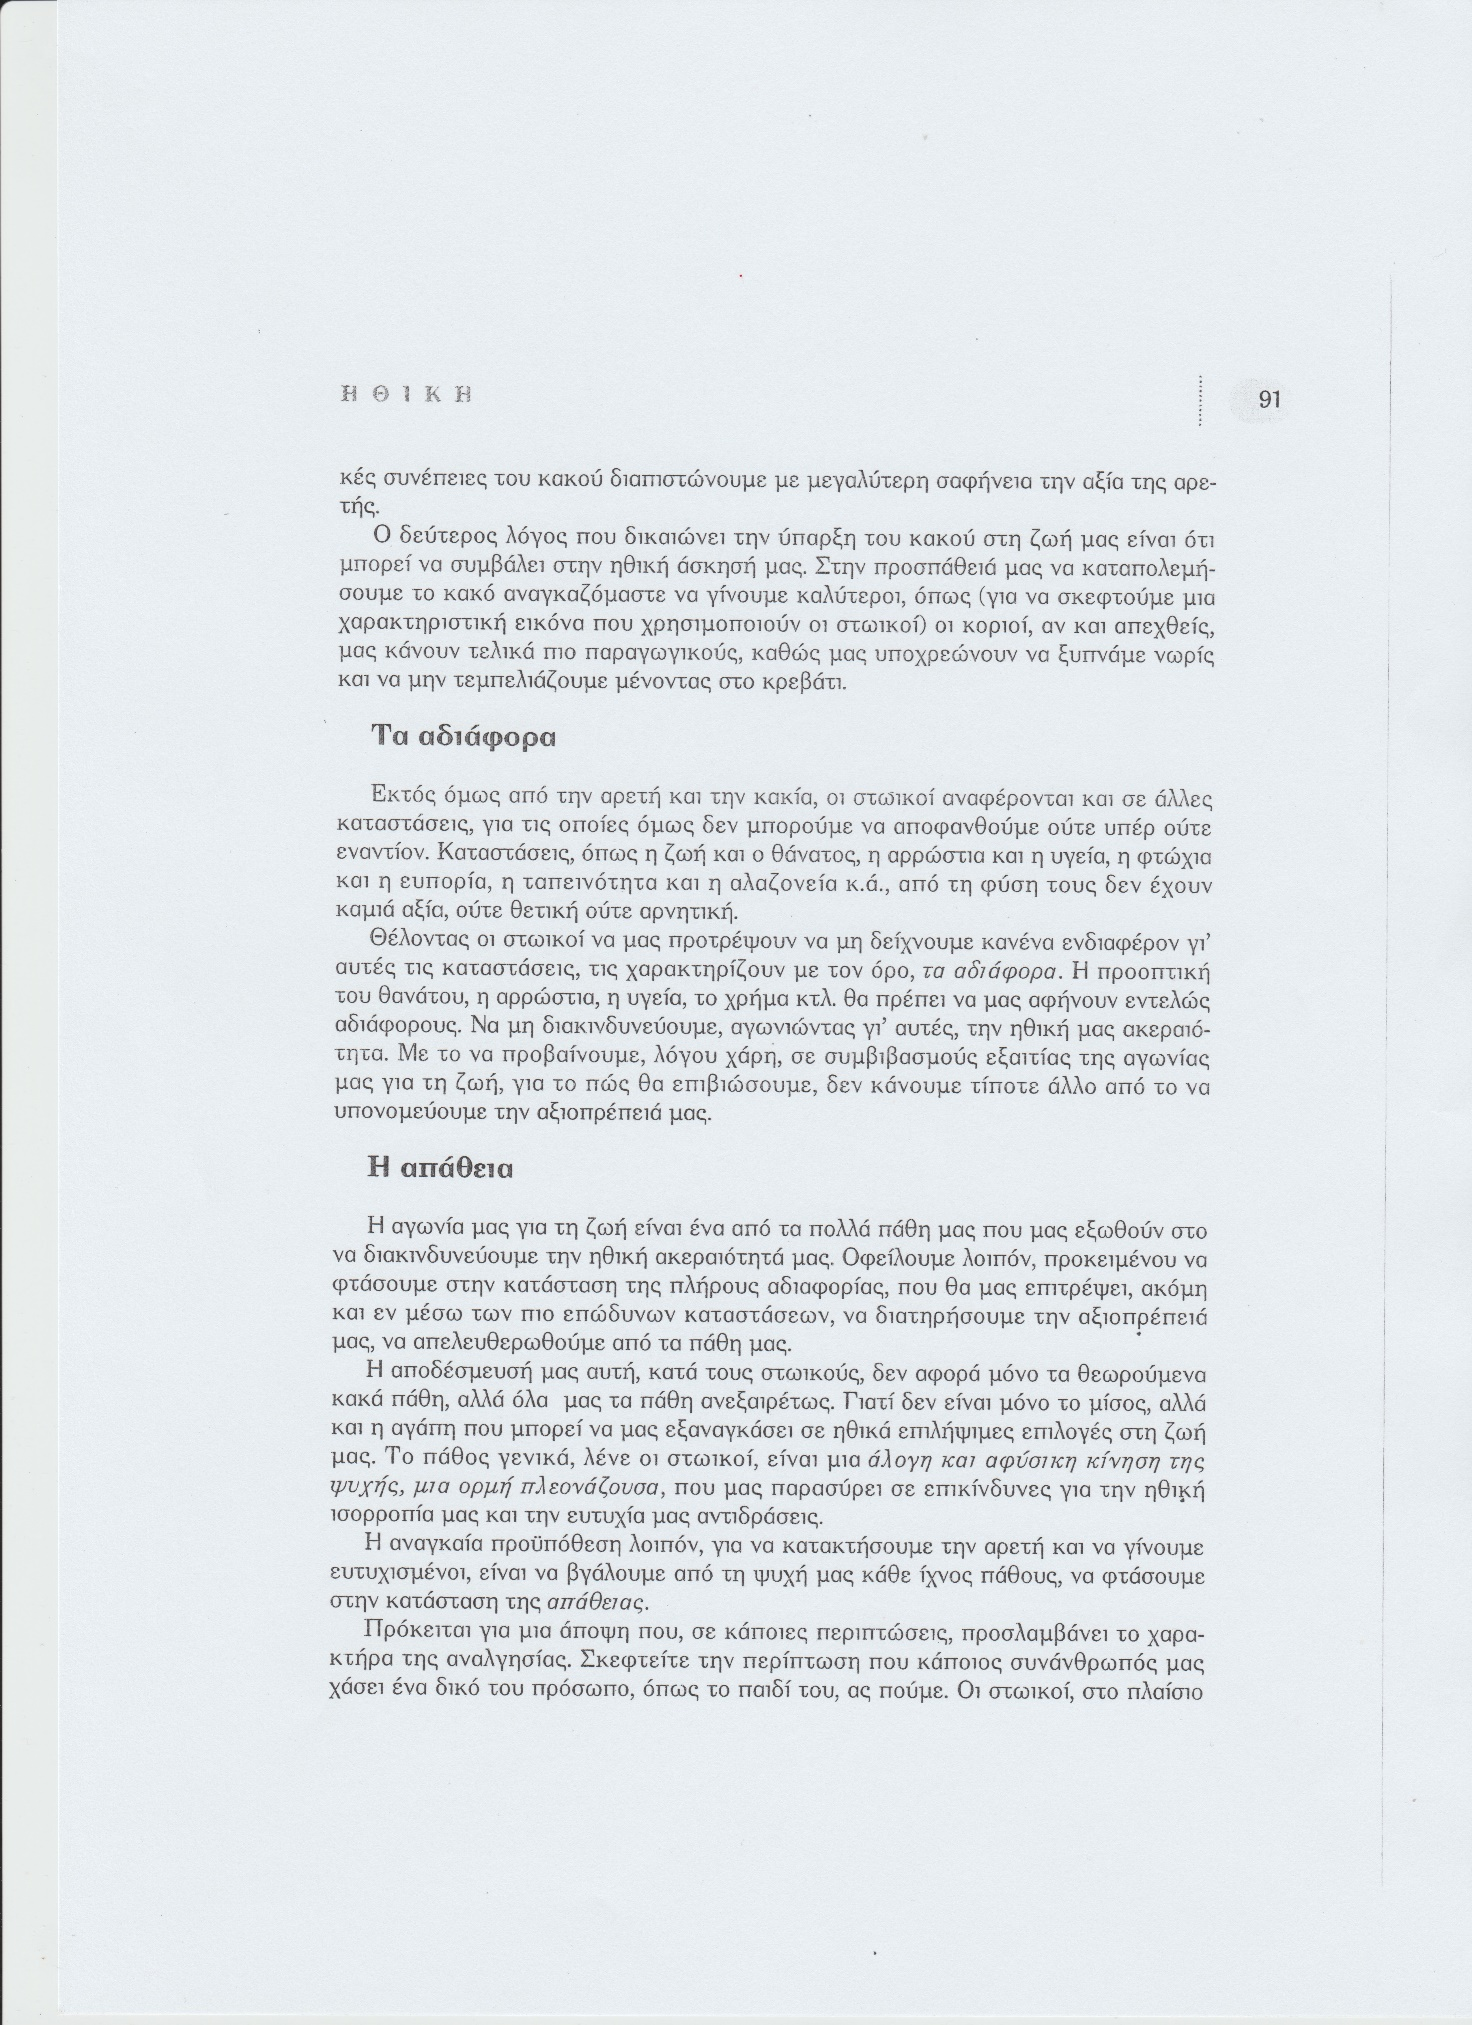 ΗΘΙΚΗ
91
κές συνέπειες του κακού διαπιστώνουμε με μεγαλύτερη σαφήνεια την αξία της αρε-
τής.
Ο δεύτερος λόγος που δικαιώνει την ύπαρξη του κακού στη ζωή μας είναι ότι
μπορεί να συμβάλει στην ηθική άσκησή μας. Στην προσπάθειά μας να καταπολεμή-
σουμε το κακό αναγκαζόμαστε να γίνουμε καλύτεροι, όπως (για να σκεφτούμε μια
χαρακτηριστική εικόνα που χρησιμοποιούν οι στωικοί) οι κοριοί, αν και απεχθείς,
μας κάνουν τελικά πιο παραγωγικούς, καθώς μας υποχρεώνουν να ξυπνάμε νωρίς
και να μην τεμπελιάζουμε μένοντας στο κρεβάτι.
Τα αδιάφορα
Εκτός όμως από την αρετή και την κακία, οι στωικοί αναφέρονται και σε άλλες
καταστάσεις, για τις οποίες όμως δεν μπορούμε να αποφανθούμε ούτε υπέρ ούτε
εναντίον. Καταστάσεις, όπως η ζωή και ο θάνατος, η αρρώστια και η υγεία, η φτώχια
και η ευπορία, η ταπεινότητα και η αλαζονεία κ.ά., από τη φύση τους δεν έχουν
καμιά αξία, ούτε θετική ούτε αρνητική.
Θέλοντας οι στωικοί να μας προτρέψουν να μη δείχνουμε κανένα ενδιαφέρον γι'
αυτές τις καταστάσεις, τις χαρακτηρίζουν με τον όρο, τα αδιάφορα. Η προοπτική
του θανάτου, η αρρώστια, η υγεία, το χρήμα κτλ. θα πρέπει να μας αφήνουν εντελώς
αδιάφορους. Να μη διακινδυνεύουμε, αγωνιώντας γι' αυτές, την ηθική μας ακεραιό-
τητα. Με το να προβαίνουμε, λόγου χάρη, σε συμβιβασμούς εξαιτίας της αγωνίας
μας για τη ζωή, για το πώς θα επιβιώσουμε, δεν κάνουμε τίποτε άλλο από το να
υπονομεύουμε την αξιοπρέπειά μας.
Η απάθεια
Η αγωνία μας για τη ζωή είναι ένα από τα πολλά πάθη μας που μας εξωθούν στο
να διακινδυνεύουμε την ηθική ακεραιότητά μας. Οφείλουμε λοιπόν, προκειμένου να
φτάσουμε στην κατάσταση της πλήρους αδιαφορίας, που θα μας επιτρέψει, ακόμη
και εν μέσω των πιο επώδυνων καταστάσεων, να διατηρήσουμε την αξιοπρέπειά
μας, να απελευθερωθούμε από τα πάθη μας.
Η αποδέσμευσή μας αυτή, κατά τους στωικούς, δεν αφορά μόνο τα θεωρούμενα
κακά πάθη, αλλά όλα μας τα πάθη ανεξαιρέτως. Γιατί δεν είναι μόνο το μίσος, αλλά
και η αγάπη που μπορεί να μας εξαναγκάσει σε ηθικά επιλήψιμες επιλογές στη ζωή
μας. Το πάθος γενικά, λένε οι στωικοί, είναι μια άλογη και αφύσικη κίνηση της
ψυχής, μια ορμή πλεονάζουσα, που μας παρασύρει σε επικίνδυνες για την ηθική
ισορροπία μας και την ευτυχία μας αντιδράσεις.
Η αναγκαία προϋπόθεση λοιπόν, για να κατακτήσουμε την αρετή και να γίνουμε
ευτυχισμένοι, είναι να βγάλουμε από τη ψυχή μας κάθε ίχνος πάθους, να φτάσουμε
στην κατάσταση της απάθειας.
Πρόκειται για μια άποψη που, σε κάποιες περιπτώσεις, προσλαμβάνει το χαρα-
κτήρα της αναλγησίας. Σκεφτείτε την περίπτωση που κάποιος συνάνθρωπός μας
χάσει ένα δικό του πρόσωπο, όπως το παιδί του, ας πούμε. Οι στωικοί, στο πλαίσιο